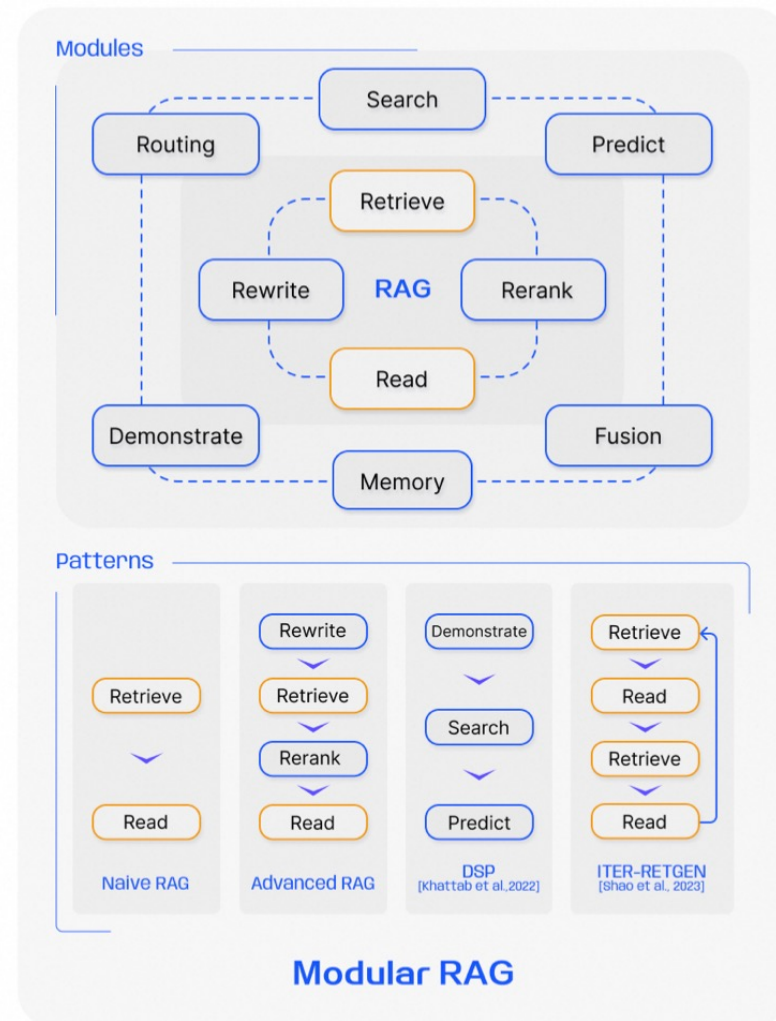 Modules
Search
Routing
Predict
Retrieve
Rewrite
RAG
Rerank
Read
Demonstrate
Fusion
Memory
Patterns
Retrieve
Read
Naive RAG
Rewrite
Retrieve
Rerank
Read
Advanced RAG
Demonstrate
Search
Predict
DSP
[Khattab et al.,2022]
Retrieve
Read
Retrieve
Read
ITER-RETGEN
[Shao et al., 2023]
Modular RAG